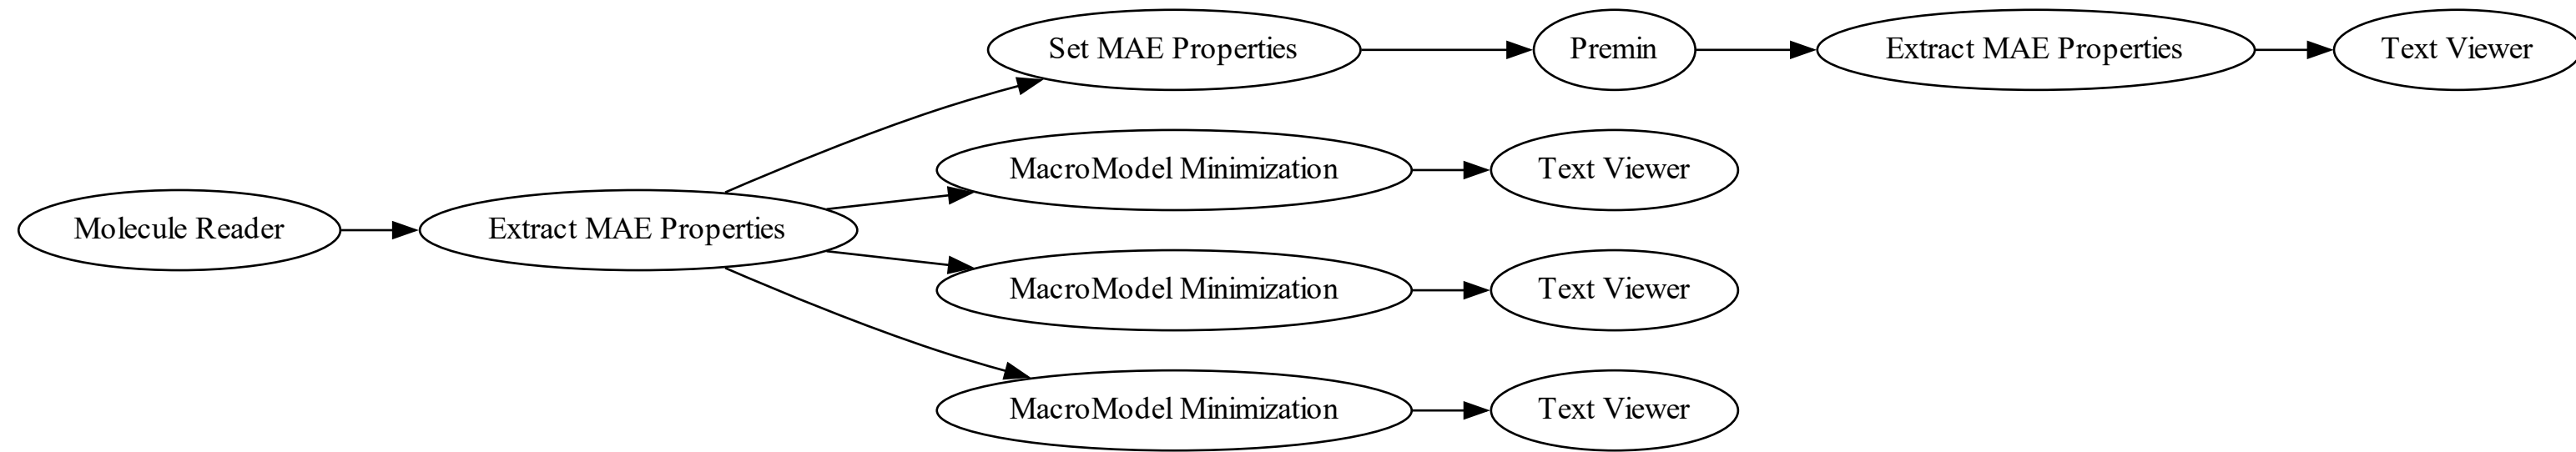 Set MAE Properties
Premin
Extract MAE Properties
Text Viewer
MacroModel Minimization
Text Viewer
Molecule Reader
Extract MAE Properties
MacroModel Minimization
Text Viewer
MacroModel Minimization
Text Viewer